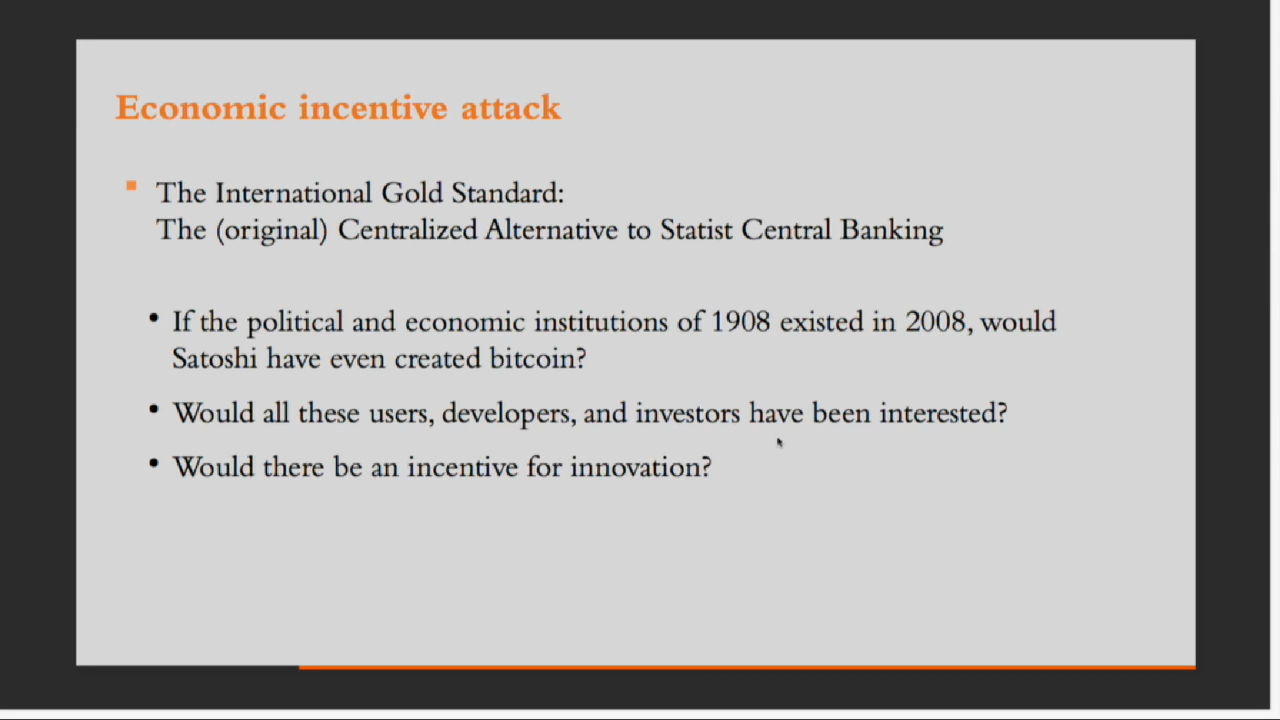 Economic incentive attack
The International Gold Standard:
The (original) Centralized Alternative to Statist Central Banking
If the political and economic institutions of 1908 existed in 2008, would
Satoshi have even created bitcoin?
Would all these users, developers, and investors have been interested?
Would there be an incentive for innovation?